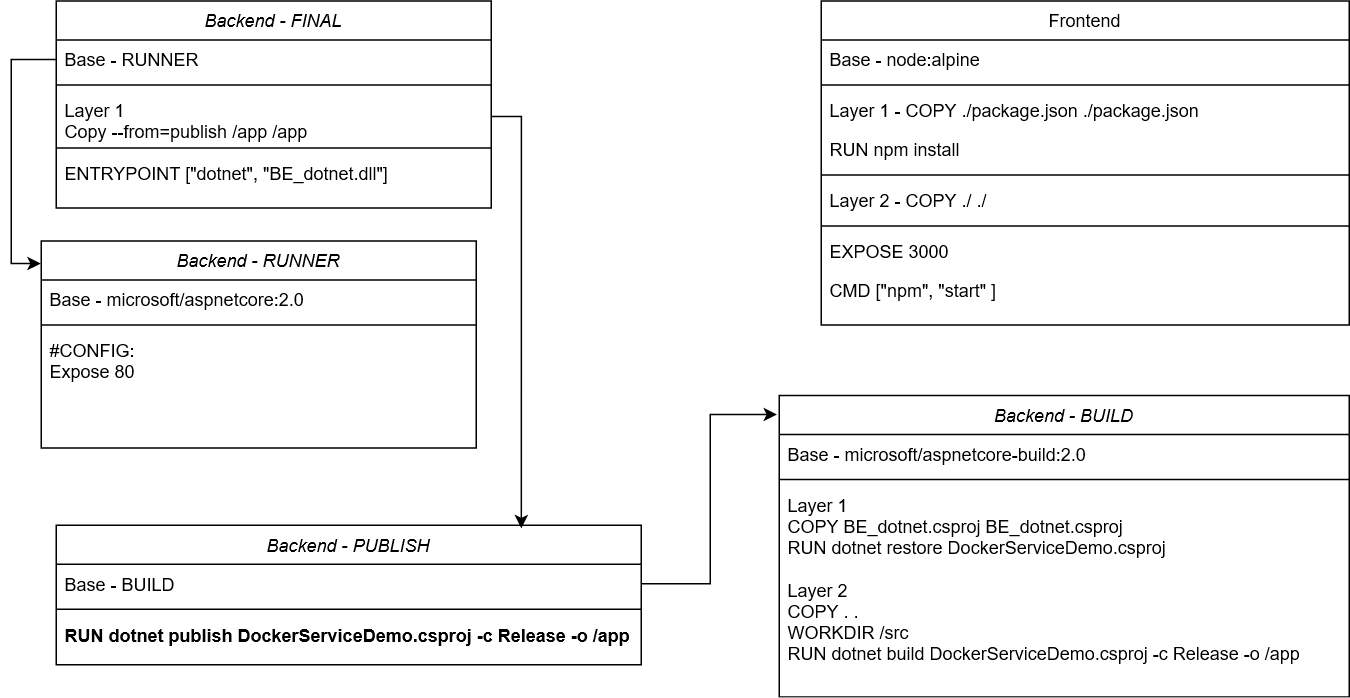 Backend - FINAL
Base - RUNNER
Layer 1
Copy --from=publish /app /app
ENTRYPOINT ["dotnet", "BE_dotnet.dll"]
Backend - RUNNER
Base - microsoft/aspnetcore:2.0
#CONFIG:
Expose 80
Backend - PUBLISH
Base - BUILD
RUN dotnet publish DockerServiceDemo.csproj -c Release -o /app
Frontend
Base - node:alpine
Layer 1 - COPY ./package.json ./package.json
RUN npm install
Layer 2 - COPY ./ ./
EXPOSE 3000
CMD ["npm", "start" ]
Backend - BUILD
Base - microsoft/aspnetcore-build:2.0
Layer 1
COPY BE_dotnet.csproj BE_dotnet.csproj
RUN dotnet restore DockerServiceDemo.csproj
Layer 2
COPY . .
WORKDIR /src
RUN dotnet build DockerServiceDemo.csproj -c Release -o /app